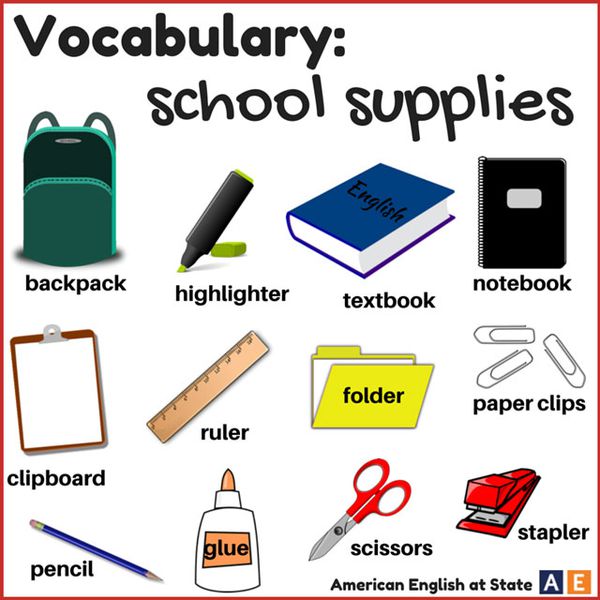 Vocabulary:
school supplies
English
backpack
highlighter
textbook
notebook
clipboard
ruler
folder
paper clips
pencil
glue
scissors
stapler
American English at State A E